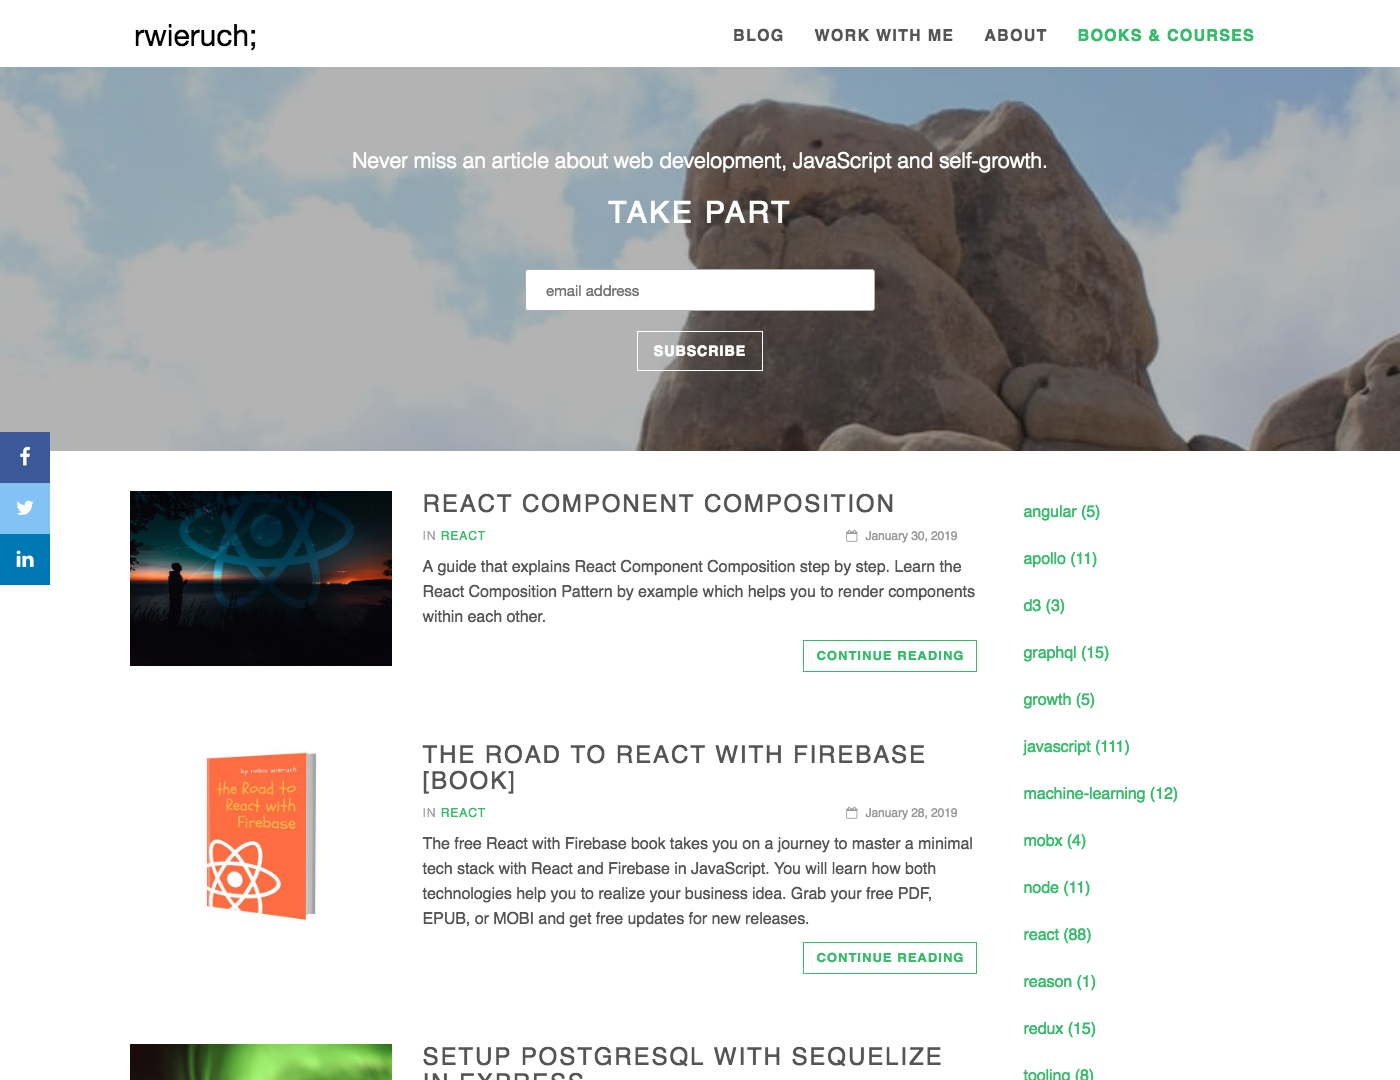 rwieruch;
BLOG
WORK WITH ME
ABOUT
BOOKS & COURSES
Never miss an article about web development, JavaScript and self-growth.
TAKE PART
email address
SUBSCRIBE
REACT COMPONENT COMPOSITION
IN REACT
January 30, 2019
A guide that explains React Component Composition step by step. Learn the
React Composition Pattern by example which helps you to render components
within each other.
CONTINUE READING
by robin wieruch
the Road to
React with
Firebase
THE ROAD TO REACT WITH FIREBASE
[BOOK]
IN REACT
January 28, 2019
The free React with Firebase book takes you on a journey to master a minimal
tech stack with React and Firebase in JavaScript. You will learn how both
technologies help you to realize your business idea. Grab your free PDF,
EPUB, or MOBI and get free updates for new releases.
CONTINUE READING
SETUP POSTGRESQL WITH SEQUELIZE
IN EXPRESS
angular (5)
apollo (11)
d3 (3)
graphql (15)
growth (5)
javascript (111)
machine-learning (12)
mobx (4)
node (11)
react (88)
reason (1)
redux (15)
tooling (8)